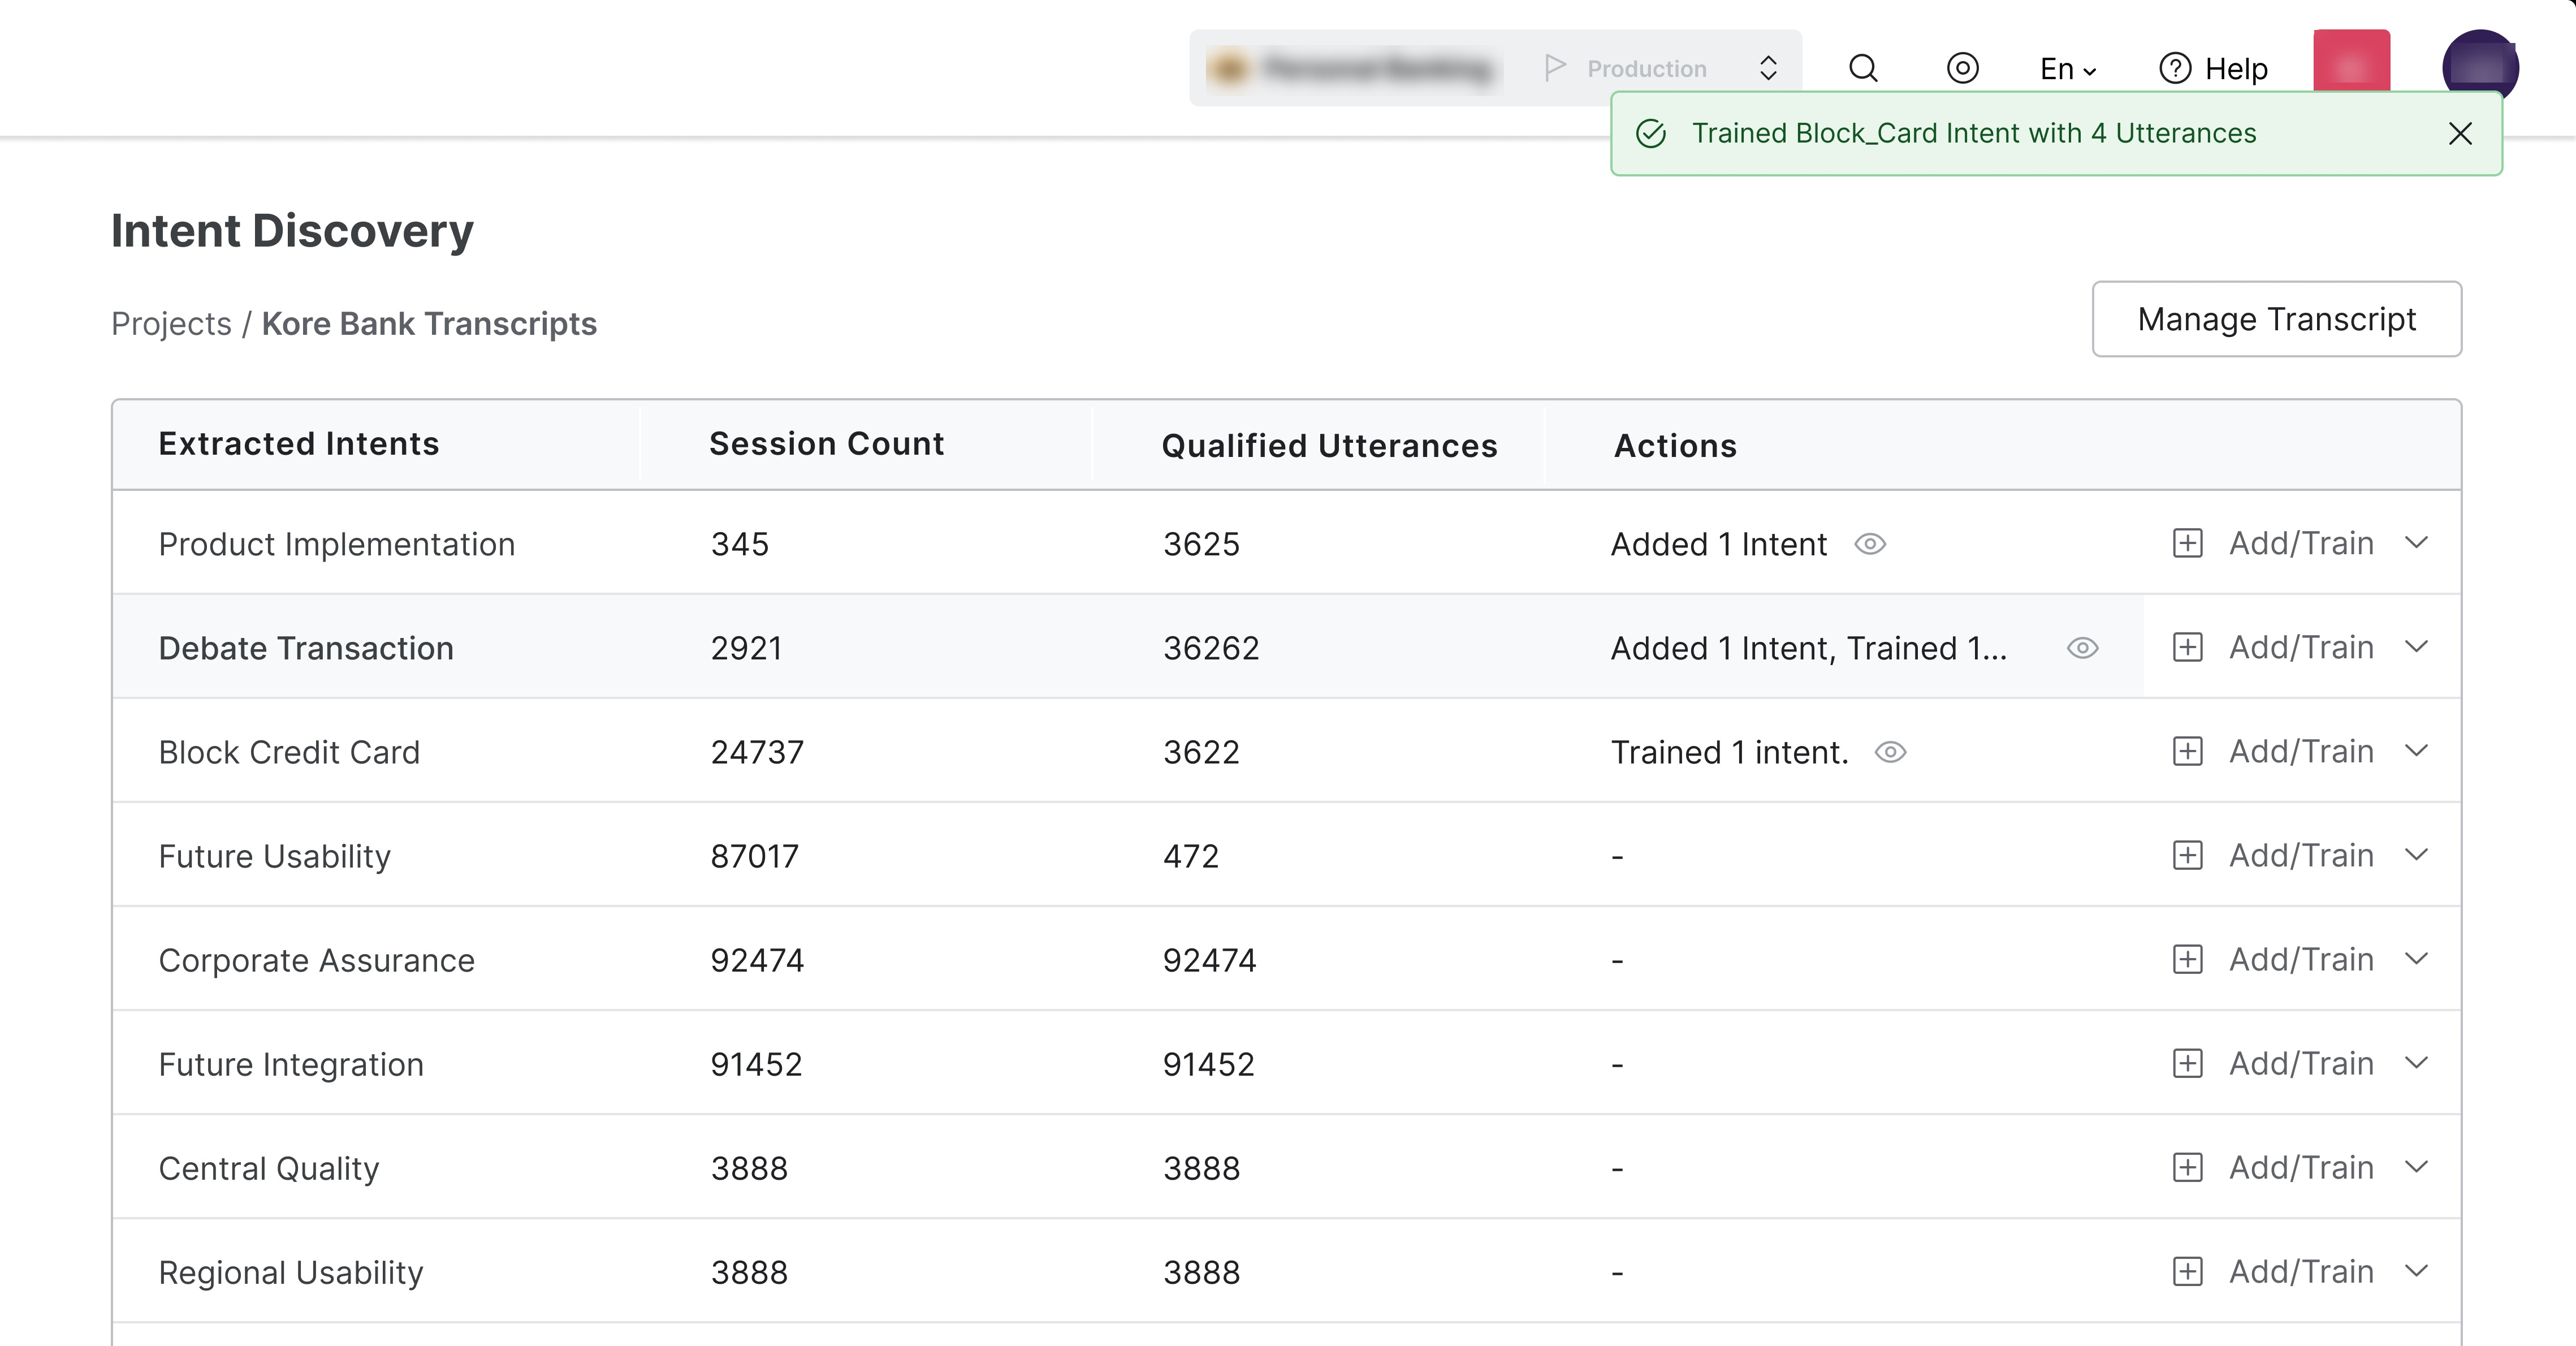 Production
En
Help
Trained Block_Card Intent with 4 Utterances
Intent Discovery
Projects / Kore Bank Transcripts
Manage Transcript
Extracted Intents Session Count Qualified Utterances Actions
Product Implementation 345 3625 Added 1 Intent Add/Train
Debate Transaction 2921 36262 Added 1 Intent, Trained 1... Add/Train
Block Credit Card 24737 3622 Trained 1 intent. Add/Train
Future Usability 87017 472 - Add/Train
Corporate Assurance 92474 92474 - Add/Train
Future Integration 91452 91452 - Add/Train
Central Quality 3888 3888 - Add/Train
Regional Usability 3888 3888 - Add/Train